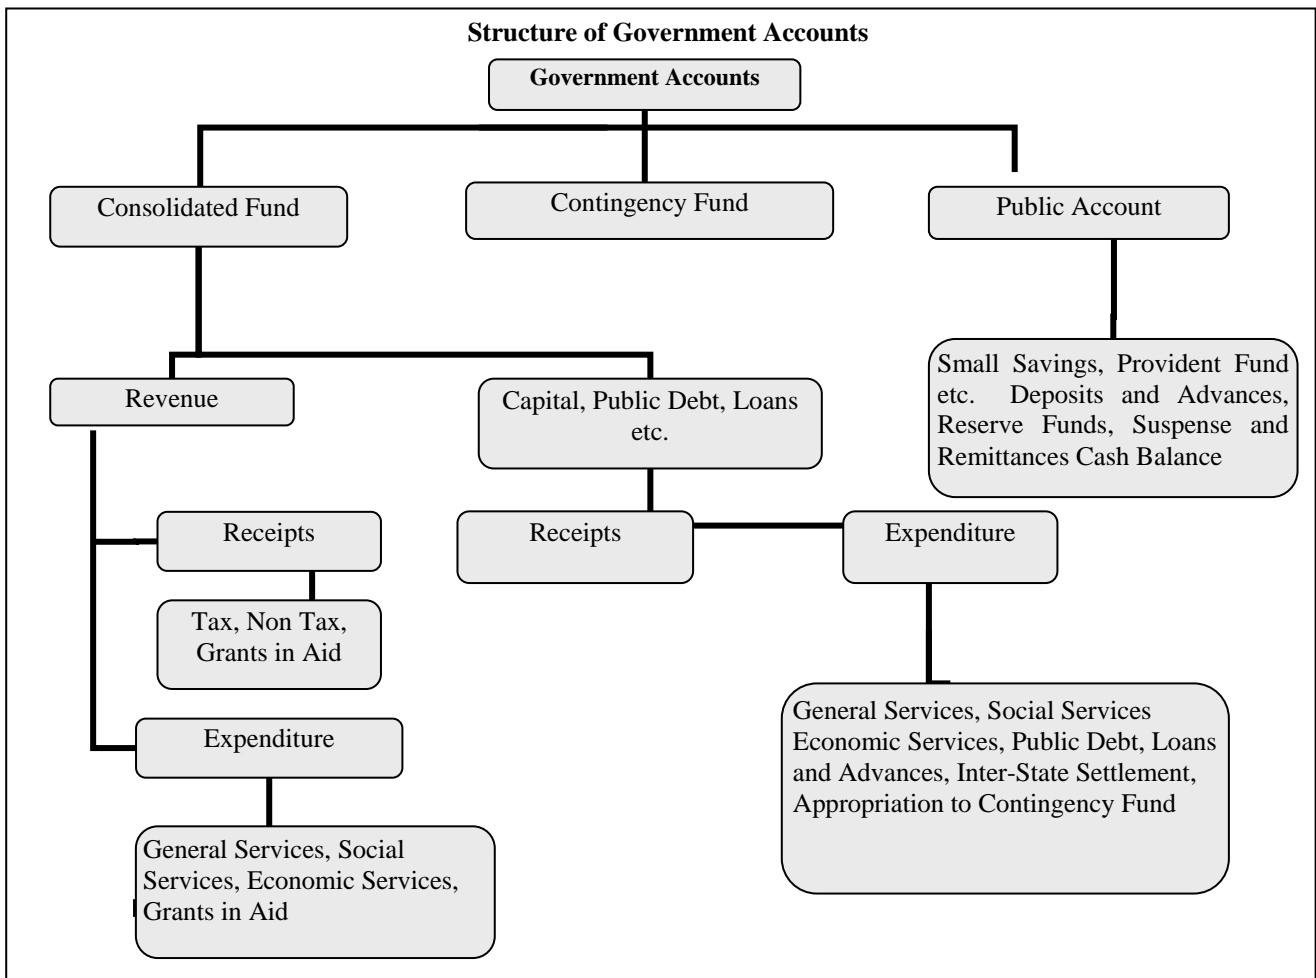 Structure of Government Accounts
Government Accounts
Consolidated Fund
Contingency Fund
Public Account
Small Savings, Provident Fund
etc. Deposits and Advances,
Reserve Funds, Suspense and
Remittances Cash Balance
Revenue
Capital, Public Debt, Loans
etc.
Receipts
Receipts
Expenditure
Tax, Non Tax,
Grants in Aid
Expenditure
General Services, Social Services
Economic Services, Public Debt, Loans
and Advances, Inter-State Settlement,
Appropriation to Contingency Fund
General Services, Social
Services, Economic Services,
Grants in Aid